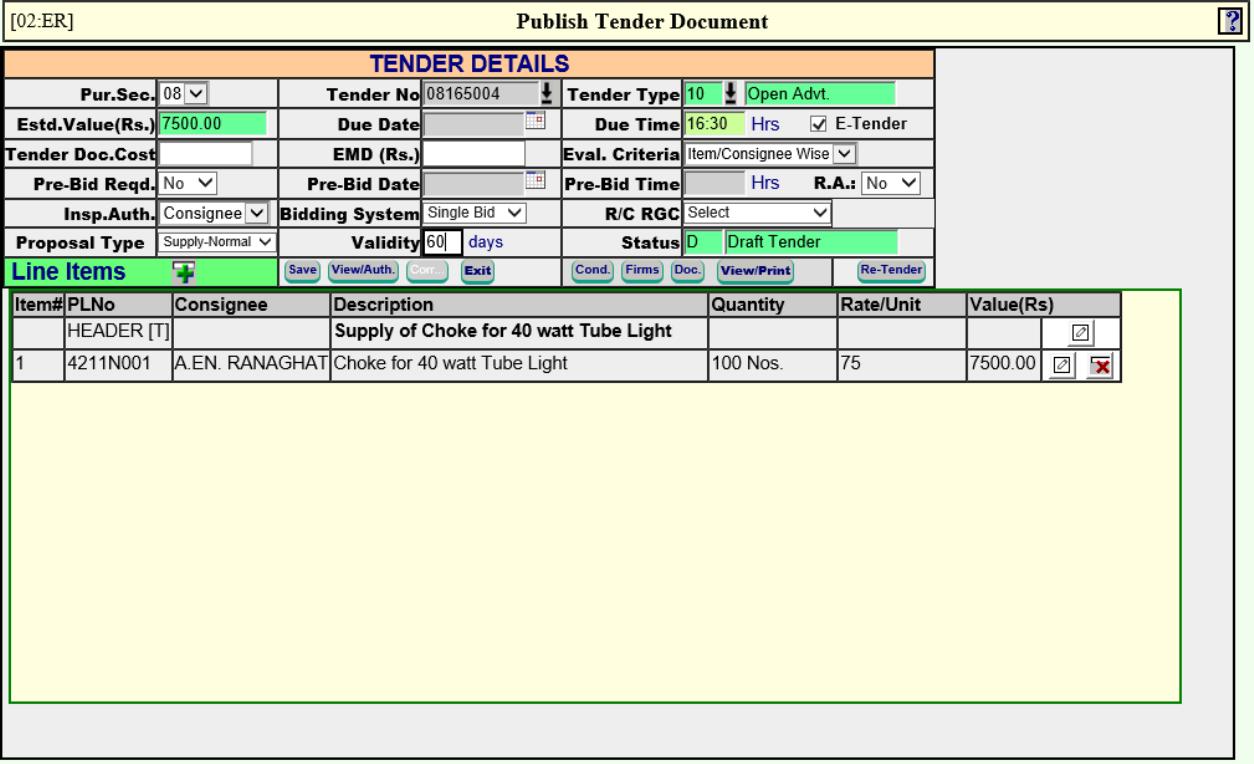 [02:ER] Publish Tender Document ?
TENDER DETAILS
Pur.Sec. 08 Tender No 08165004 Tender Type 10 Open Advt.
Estd.Value(Rs.) 7500.00 Due Date Due Time 16:30 Hrs E-Tender
Tender Doc.Cost EMD (Rs.) Eval. Criteria Item/Consignee Wise
Pre-Bid Reqd. No Pre-Bid Date Pre-Bid Time Hrs R.A.: No
Insp.Auth. Consignee Bidding System Single Bid R/C RGC Select
Proposal Type Supply-Normal Validity 60 days Status D Draft Tender
Line Items Save View/Auth. Corr... Exit Cond. Firms Doc. View/Print Re-Tender
Item# PLNo Consignee Description Quantity Rate/Unit Value(Rs)
HEADER [T] Supply of Choke for 40 watt Tube Light
1 4211N001 A.EN. RANAGHAT Choke for 40 watt Tube Light 100 Nos. 75 7500.00